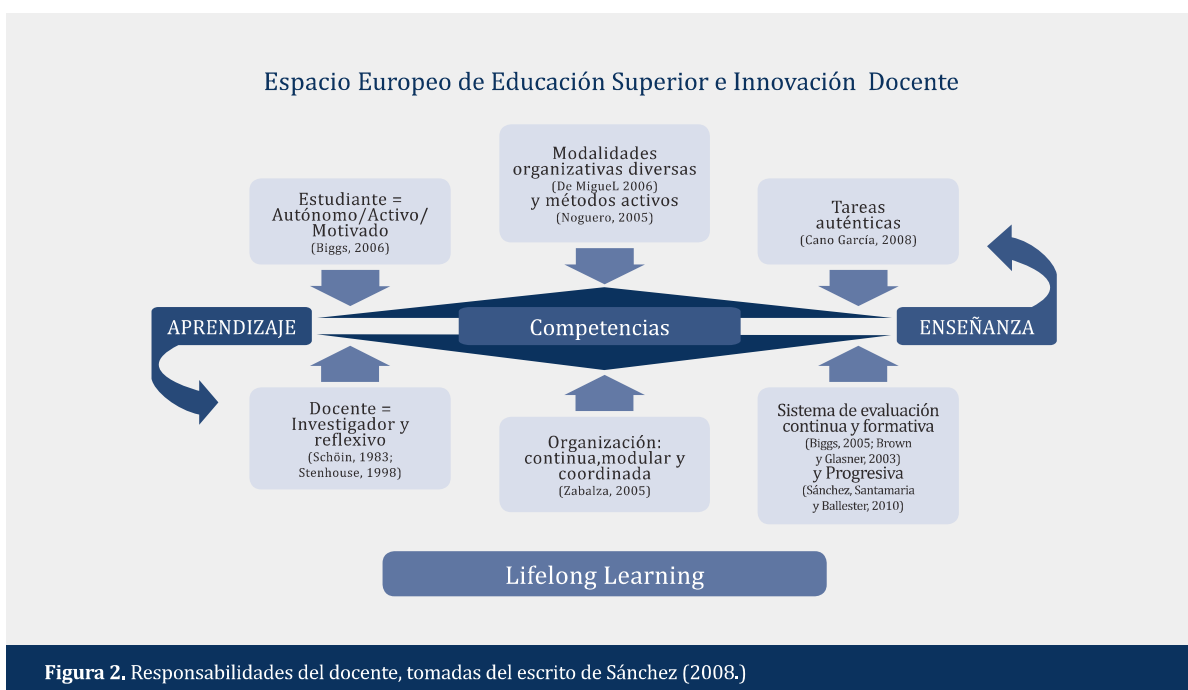 Espacio Europeo de Educación Superior e Innovación Docente
Estudiante =
Autónomo/Activo/
Motivado
(Biggs, 2006)
Modalidades
organizativas diversas
(De MigueL 2006)
y métodos activos
(Noguero, 2005)
Tareas
auténticas
(Cano García, 2008)
APRENDIZAJE
Competencias
ENSEÑANZA
Docente =
Investigador y
reflexivo
(Schöin, 1983;
Stenhouse, 1998)
Organización:
continua,modular y
coordinada
(Zabalza, 2005)
Sistema de evaluación
continua y formativa
(Biggs, 2005; Brown
y Glasner, 2003)
y Progresiva
(Sánchez, Santamaria
y Ballester, 2010)
Lifelong Learning
Figura 2. Responsabilidades del docente, tomadas del escrito de Sánchez (2008.)